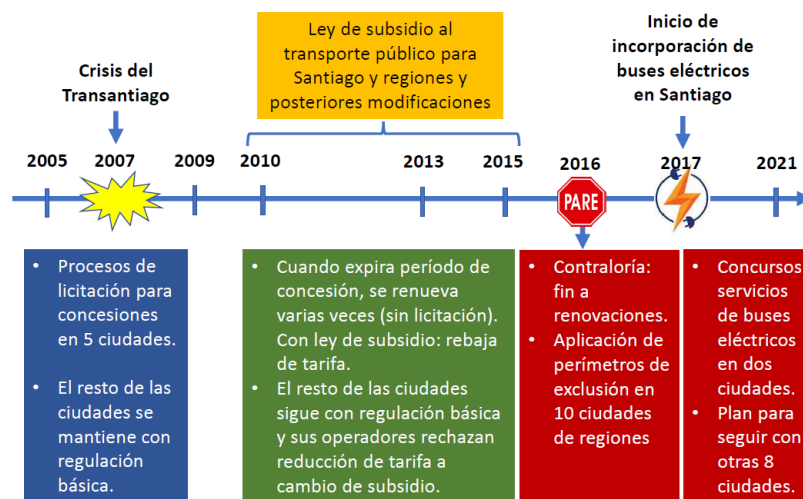 Ley de subsidio al
transporte público para
Santiago y regiones y
posteriores modificaciones
Crisis del
Transantiago
Inicio de
incorporación de
buses eléctricos
en Santiago
2005
2007
2009
2010
2013
2015
2016
2017
2021
PARE
• Procesos de
licitación para
concesiones
en 5 ciudades.
• El resto de las
ciudades se
mantiene con
regulación
básica.
• Cuando expira período de
concesión, se renueva
varias veces (sin licitación).
Con ley de subsidio: rebaja
de tarifa.
• El resto de las ciudades
sigue con regulación básica
y sus operadores rechazan
reducción de tarifa a
cambio de subsidio.
• Contraloría:
fin a
renovaciones.
• Aplicación de
perímetros de
exclusión en
10 ciudades
de regiones
• Concursos
servicios
de buses
eléctricos
en dos
ciudades.
• Plan para
seguir con
otras 8
ciudades.